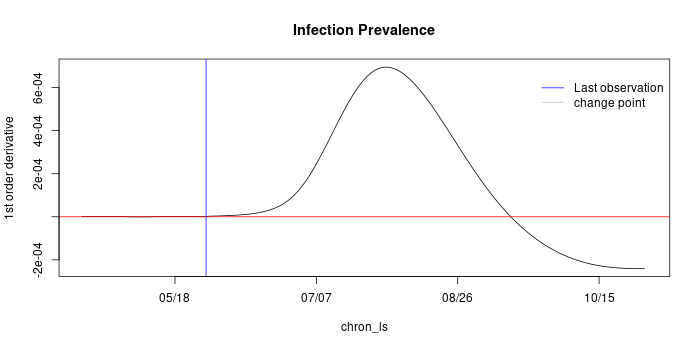 Infection Prevalence
1st order derivative
6e-04
4e-04
2e-04
-2e-04
Last observation
change point
05/18
07/07
08/26
10/15
chron_ls